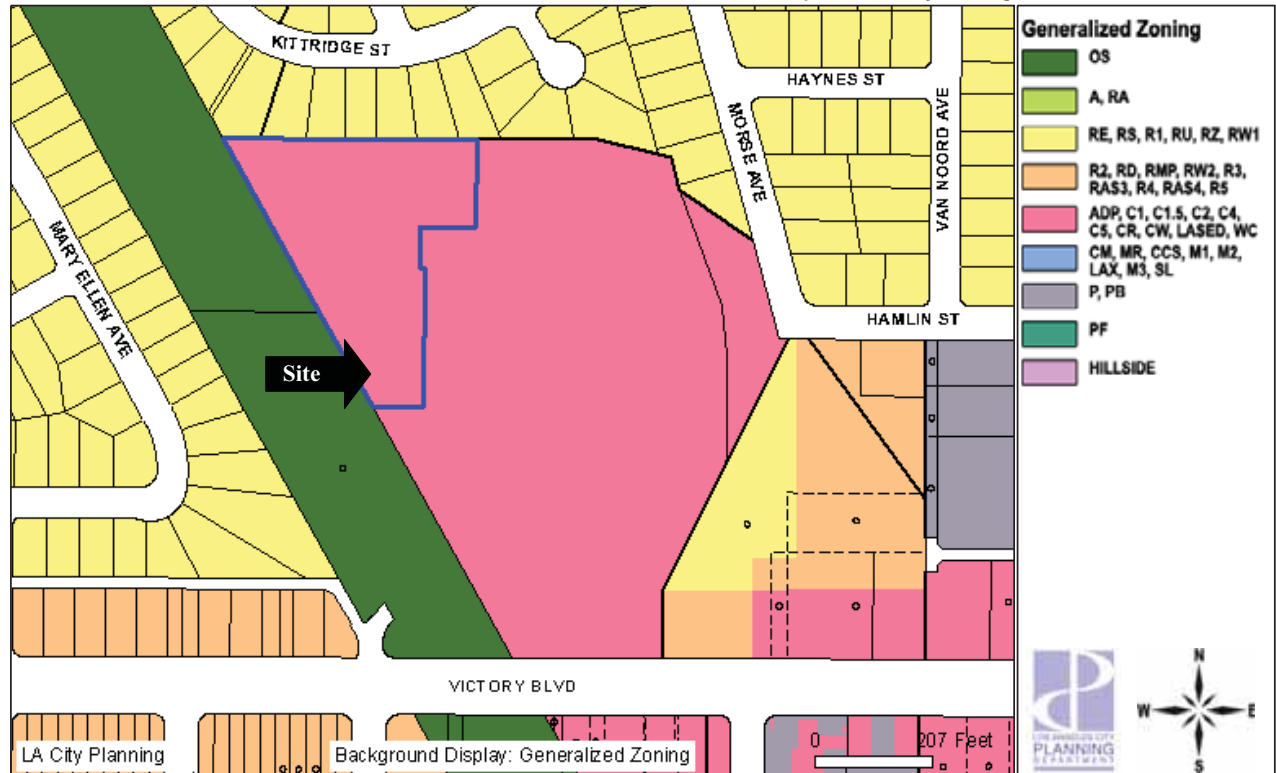 KITTRIDGE ST
HAYNES ST
MORSE AVE
VAN NOORD AVE
MARY ELLEN AVE
HAMLIN ST
Site
VICTORY BLVD
LA City Planning
Background Display: Generalized Zoning
0 207 Feet
Generalized Zoning
OS
A, RA
RE, RS, R1, RU, RZ, RW1
R2, RD, RMP, RW2, R3,
RAS3, R4, RAS4, R5
ADP, C1, C1.5, C2, C4,
C5, CR, CW, LASED, WC
CM, MR, CCS, M1, M2,
LAX, M3, SL
P, PB
PF
HILLSIDE
LOS ANGELES CITY
PLANNING
DEPARTMENT
N
W E
S